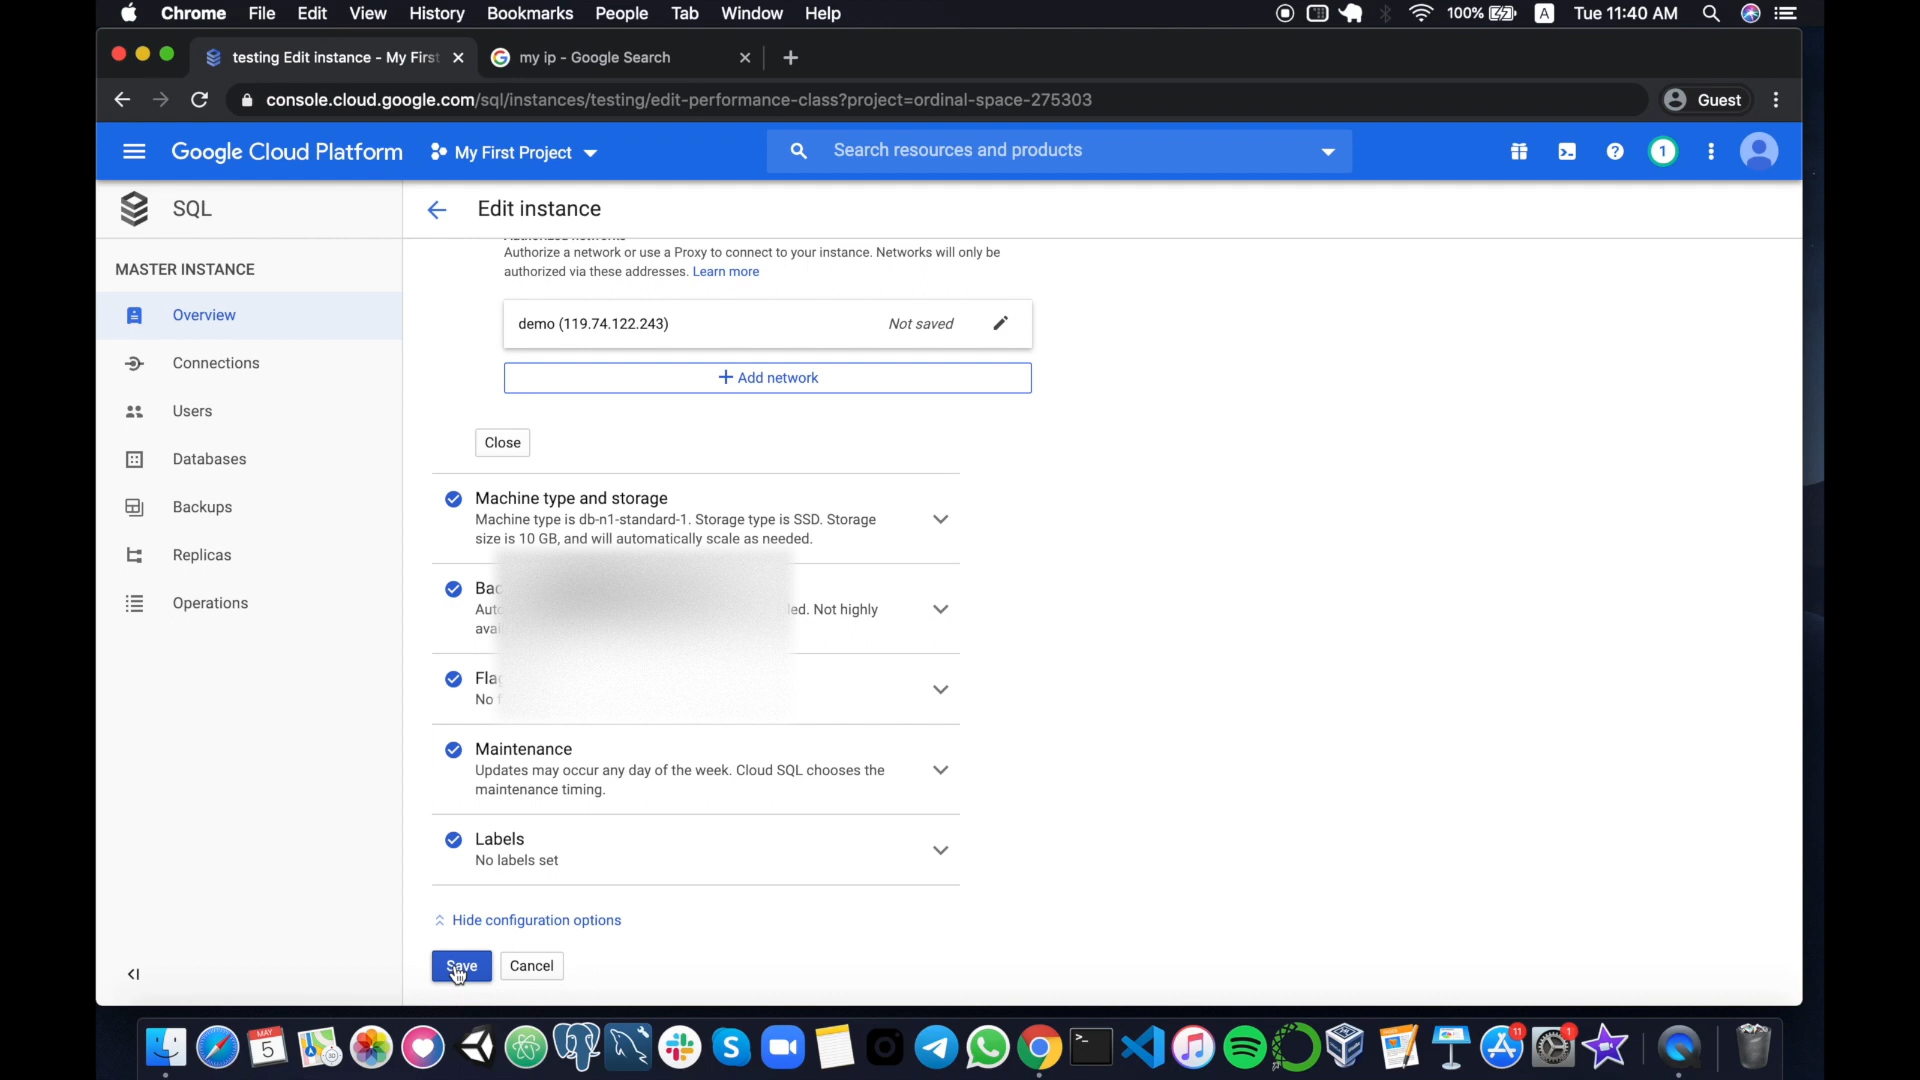 Chrome File Edit View History Bookmarks People Tab Window Help 100% A Tue 11:40 AM
testing Edit instance - My First
my ip - Google Search
console.cloud.google.com/sql/instances/testing/edit-performance-class?project=ordinal-space-275303
Guest
Google Cloud Platform
My First Project
Search resources and products
1
SQL
Edit instance
MASTER INSTANCE
Overview
Connections
Users
Databases
Backups
Replicas
Operations
Authorize a network or use a Proxy to connect to your instance. Networks will only be
authorized via these addresses. Learn more
demo (119.74.122.243)
Not saved
Add network
Close
Machine type and storage
Machine type is db-n1-standard-1. Storage type is SSD. Storage
size is 10 GB, and will automatically scale as needed.
Not highly
No
Maintenance
Updates may occur any day of the week. Cloud SQL chooses the
maintenance timing.
Labels
No labels set
Hide configuration options
Save
Cancel
MAY
5
11
1